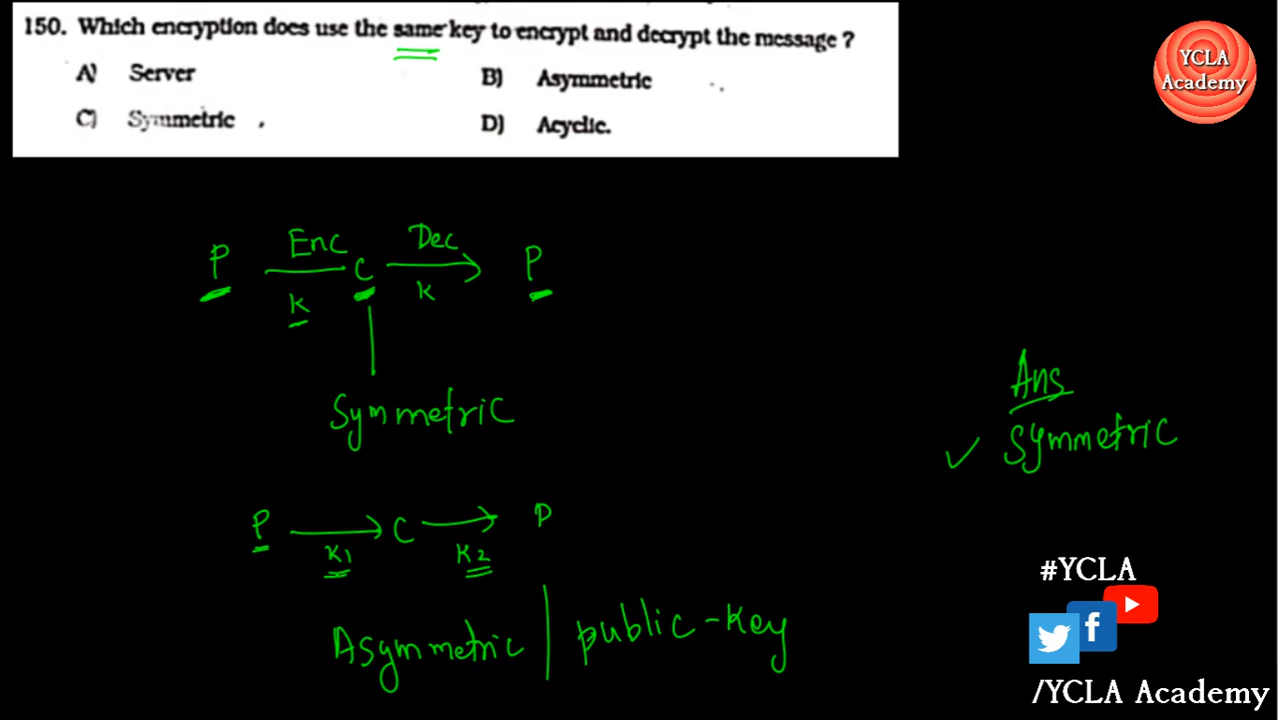 150. Which encryption does use the same key to encrypt and decrypt the message ?
A) Server
B) Asymmetric
C) Symmetric
D) Acyclic.
YCLA
Academy
P Enc C Dec P
K K
Symmetric
Ans
✓ Symmetric
P → C → P
K1 K2
Asymmetric | public-key
#YCLA
f
/YCLA Academy